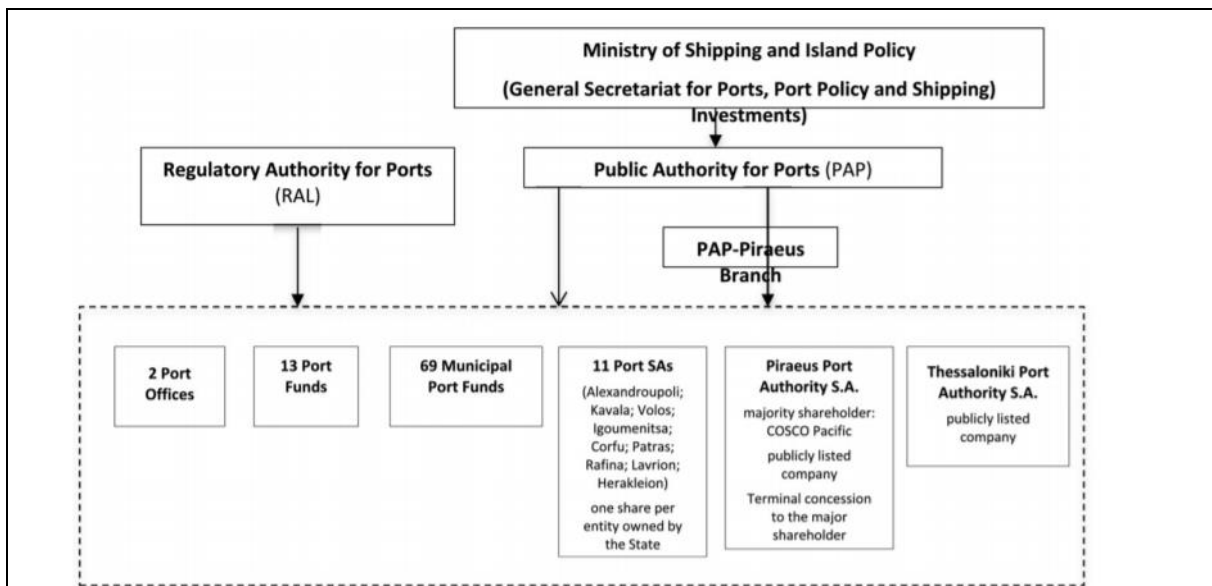 Ministry of Shipping and Island Policy
(General Secretariat for Ports, Port Policy and Shipping)
Investments)
Regulatory Authority for Ports
(RAL)
Public Authority for Ports (PAP)
PAP-Piraeus
Branch
2 Port
Offices
13 Port
Funds
69 Municipal
Port Funds
11 Port SAs
(Alexandroupoli;
Kavala; Volos;
Igoumenitsa;
Corfu; Patras;
Rafina; Lavrion;
Herakleion)
one share per
entity owned by
the State
Piraeus Port
Authority S.A.
majority shareholder:
COSCO Pacific
publicly listed
company
Terminal concession
to the major
shareholder
Thessaloniki Port
Authority S.A.
publicly listed
company